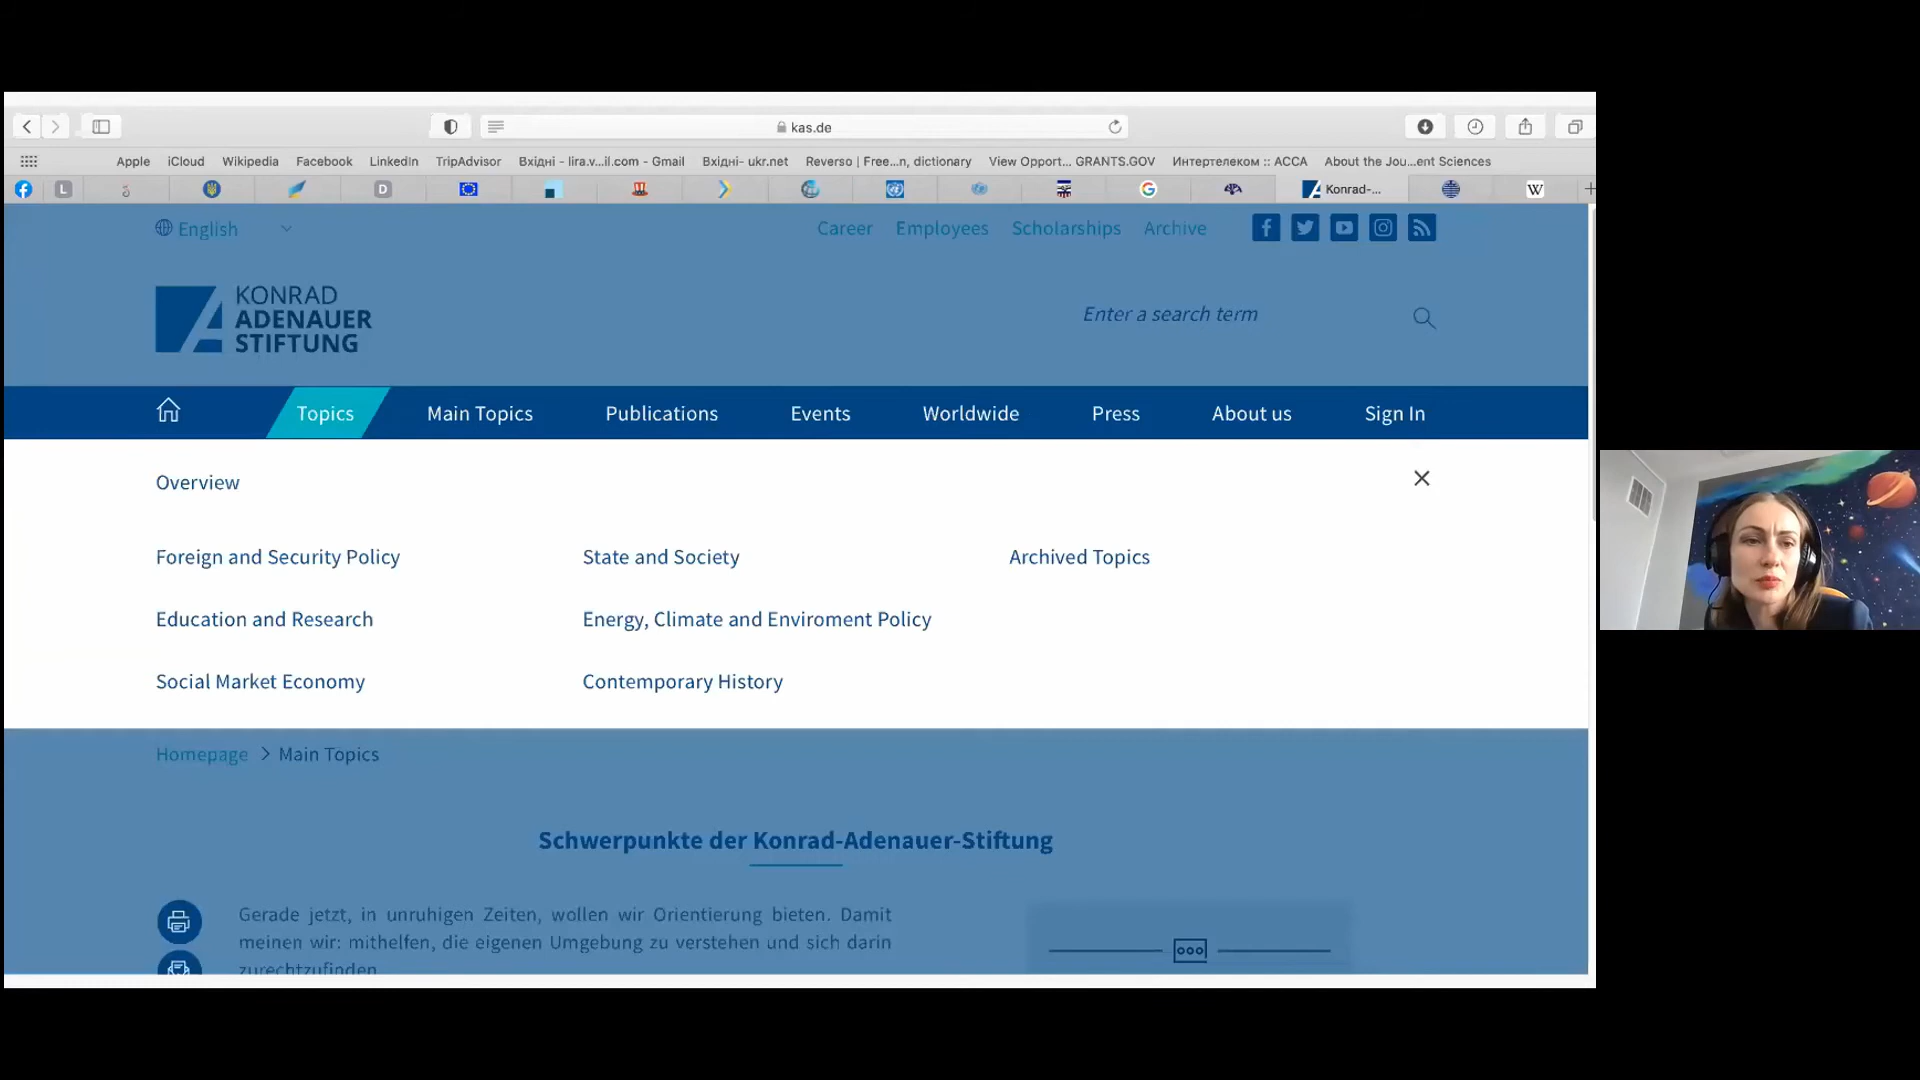 kas.de
Apple iCloud Wikipedia Facebook LinkedIn TripAdvisor Вхідні - lira.v...il.com - Gmail Вхідні- ukr.net Reverso | Free...n, dictionary View Opport... GRANTS.GOV Интертелеком :: ACCA About the Jou...ent Sciences
L D Konrad-... W
English Career Employees Scholarships Archive
KONRAD
ADENAUER
STIFTUNG
Enter a search term
Topics Main Topics Publications Events Worldwide Press About us Sign In
Overview
Foreign and Security Policy State and Society Archived Topics
Education and Research Energy, Climate and Enviroment Policy
Social Market Economy Contemporary History
Homepage > Main Topics
Schwerpunkte der Konrad-Adenauer-Stiftung
Gerade jetzt, in unruhigen Zeiten, wollen wir Orientierung bieten. Damit
meinen wir: mithelfen, die eigenen Umgebung zu verstehen und sich darin
zurechtzufinden